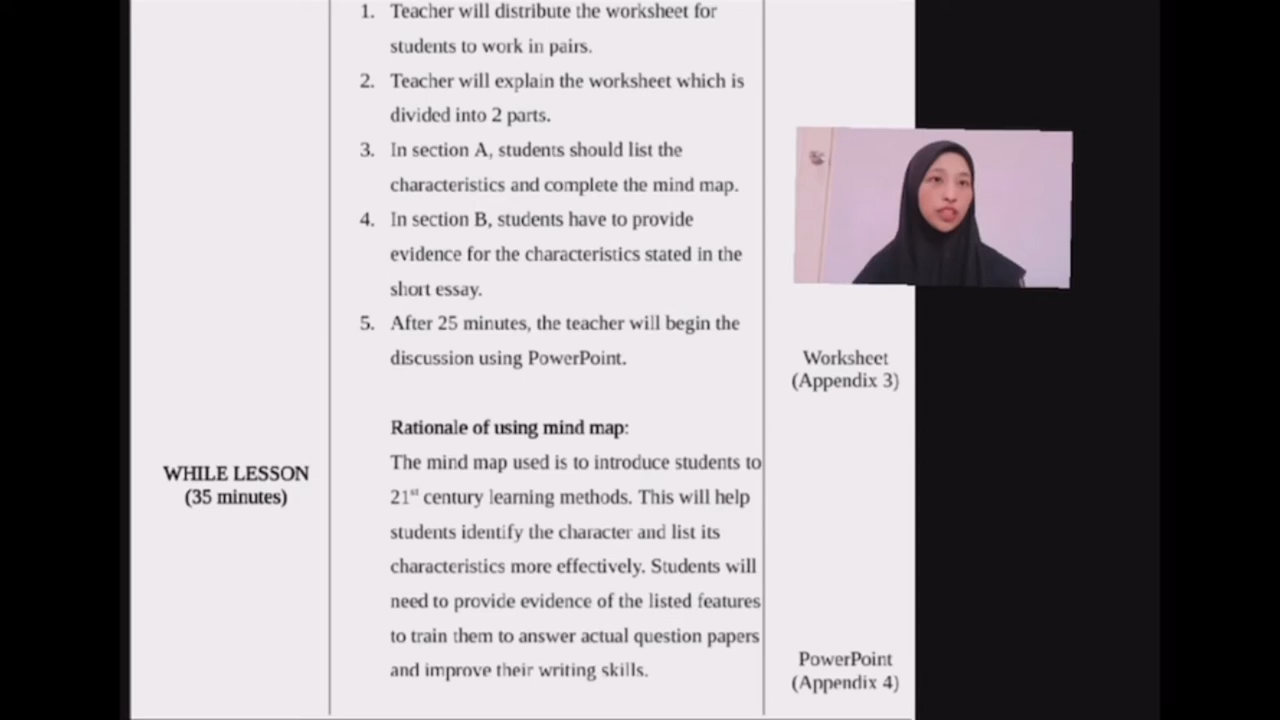 1. Teacher will distribute the worksheet for
students to work in pairs.
2. Teacher will explain the worksheet which is
divided into 2 parts.
3. In section A, students should list the
characteristics and complete the mind map.
4. In section B, students have to provide
evidence for the characteristics stated in the
short essay.
5. After 25 minutes, the teacher will begin the
discussion using PowerPoint.
Rationale of using mind map:
The mind map used is to introduce students to
21st century learning methods. This will help
students identify the character and list its
characteristics more effectively. Students will
need to provide evidence of the listed features
to train them to answer actual question papers
and improve their writing skills.
WHILE LESSON
(35 minutes)
Worksheet
(Appendix 3)
PowerPoint
(Appendix 4)